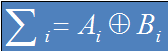 ∑ᵢ = Aᵢ ⊕ Bᵢ